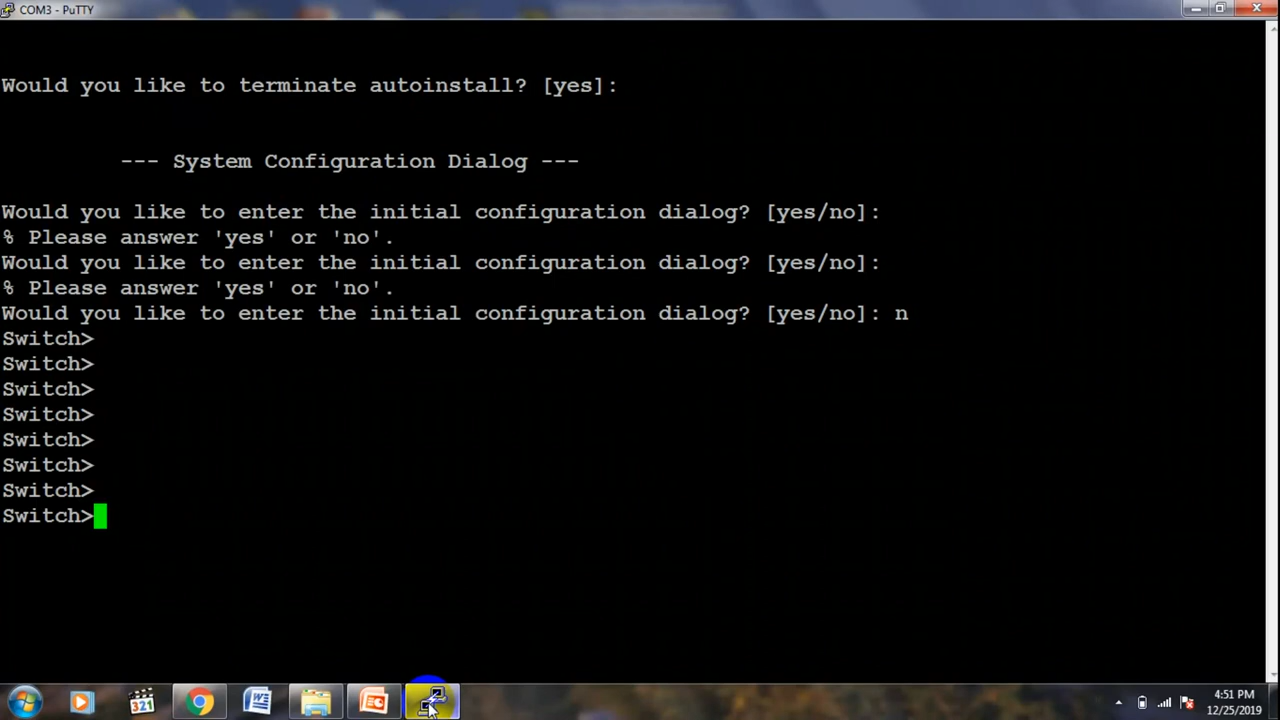 COM3 - PuTTY
Would you like to terminate autoinstall? [yes]:
--- System Configuration Dialog ---
Would you like to enter the initial configuration dialog? [yes/no]:
% Please answer 'yes' or 'no'.
Would you like to enter the initial configuration dialog? [yes/no]:
% Please answer 'yes' or 'no'.
Would you like to enter the initial configuration dialog? [yes/no]: n
Switch>
Switch>
Switch>
Switch>
Switch>
Switch>
Switch>
Switch>
321
4:51 PM
12/25/2019